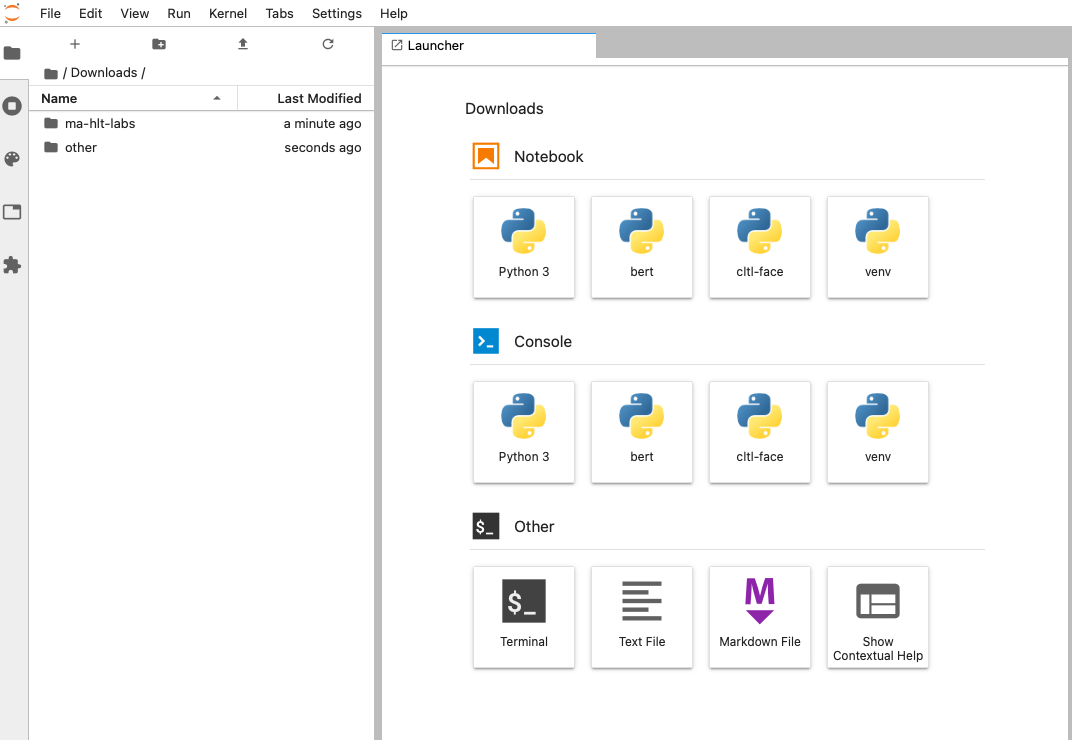 File Edit View Run Kernel Tabs Settings Help
/ Downloads /
Name Last Modified
ma-hlt-labs a minute ago
other seconds ago
Launcher
Downloads
Notebook
Python 3 bert cltl-face venv
Console
Python 3 bert cltl-face venv
$_ Other
$_ M
Terminal Text File Markdown File Show
Contextual Help